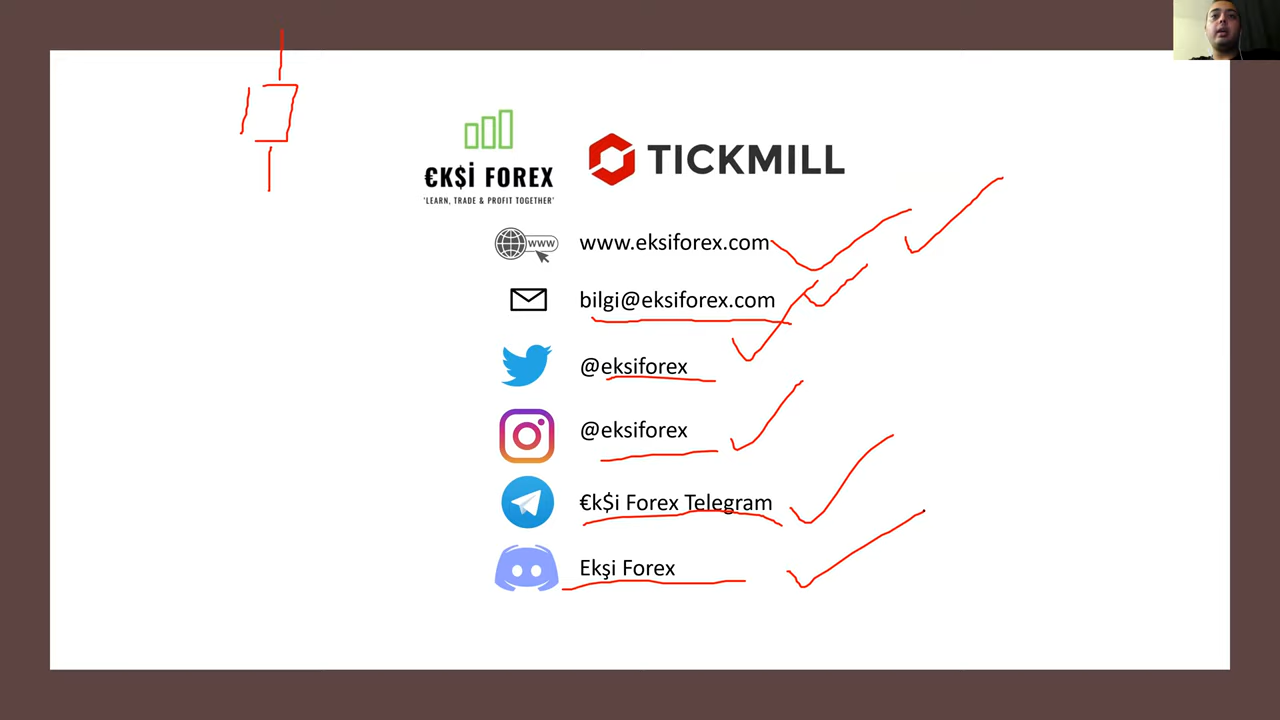 €K$İ FOREX
'LEARN, TRADE & PROFIT TOGETHER'
TICKMILL
WWW
www.eksiforex.com
bilgi@eksiforex.com
@eksiforex
@eksiforex
€k$i Forex Telegram
Ekşi Forex